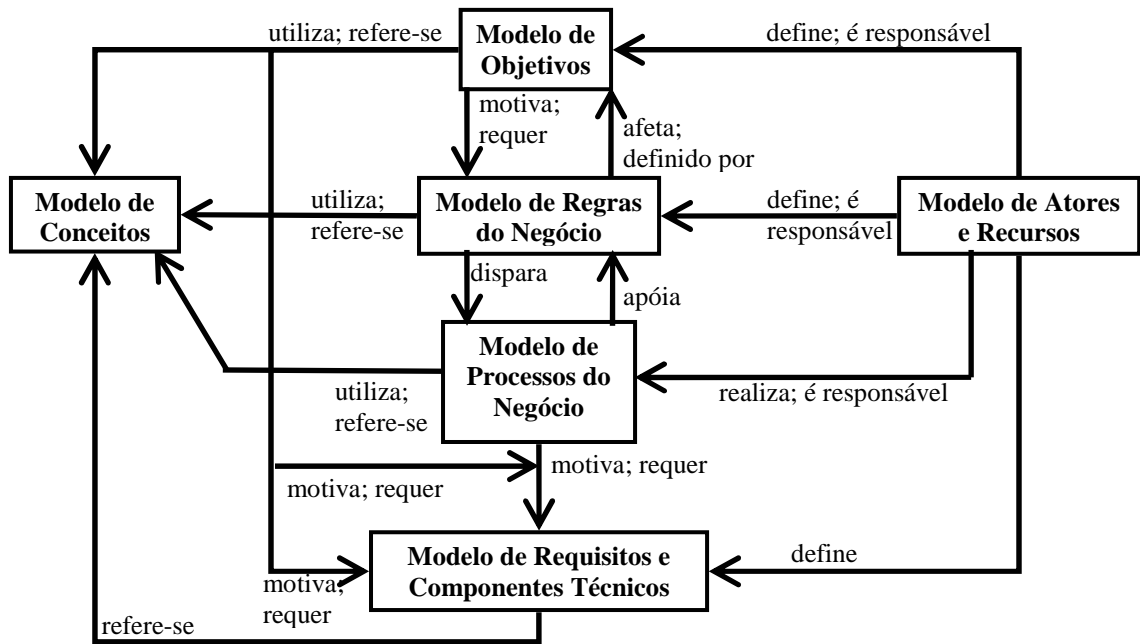 utiliza; refere-se
Modelo de
Objetivos
define; é responsável
motiva;
requer
afeta;
definido por
Modelo de
Conceitos
utiliza;
refere-se
Modelo de Regras
do Negócio
define; é
responsável
Modelo de Atores
e Recursos
dispara
apóia
Modelo de
Processos do
Negócio
utiliza;
refere-se
realiza; é responsável
motiva; requer
motiva; requer
Modelo de Requisitos e
Componentes Técnicos
define
motiva;
requer
refere-se